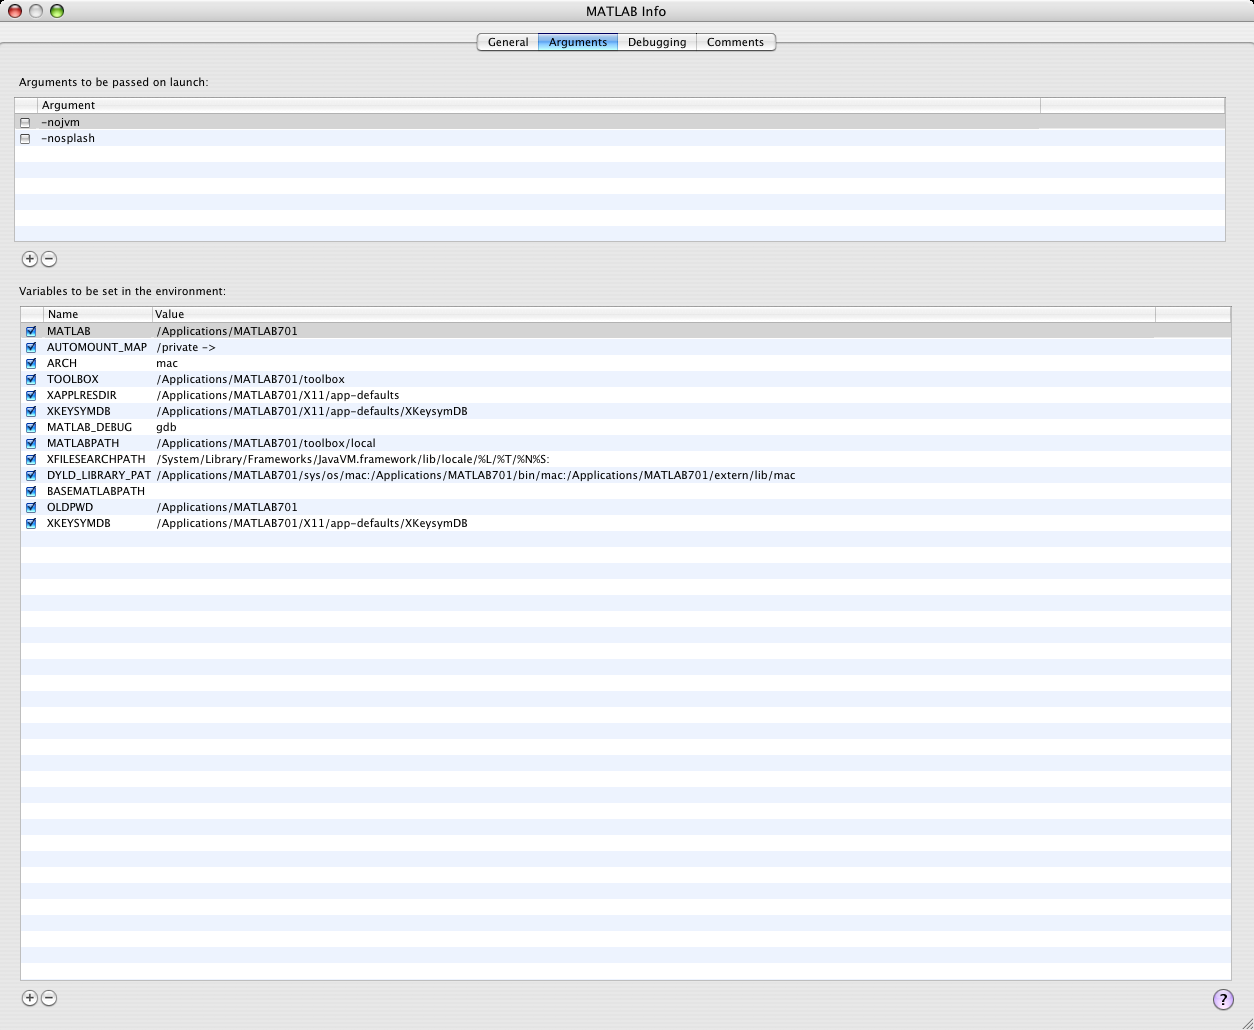 MATLAB Info
General Arguments Debugging Comments
Arguments to be passed on launch:
Argument
-nojvm
-nosplash
Variables to be set in the environment:
Name Value
MATLAB /Applications/MATLAB701
AUTOMOUNT_MAP /private ->
ARCH mac
TOOLBOX /Applications/MATLAB701/toolbox
XAPPLRESDIR /Applications/MATLAB701/X11/app-defaults
XKEYSYMDB /Applications/MATLAB701/X11/app-defaults/XKeysymDB
MATLAB_DEBUG gdb
MATLABPATH /Applications/MATLAB701/toolbox/local
XFILESEARCHPATH /System/Library/Frameworks/JavaVM.framework/lib/locale/%L/%T/%N%S:
DYLD_LIBRARY_PAT /Applications/MATLAB701/sys/os/mac:/Applications/MATLAB701/bin/mac:/Applications/MATLAB701/extern/lib/mac
BASEMATLABPATH
OLDPWD /Applications/MATLAB701
XKEYSYMDB /Applications/MATLAB701/X11/app-defaults/XKeysymDB
?